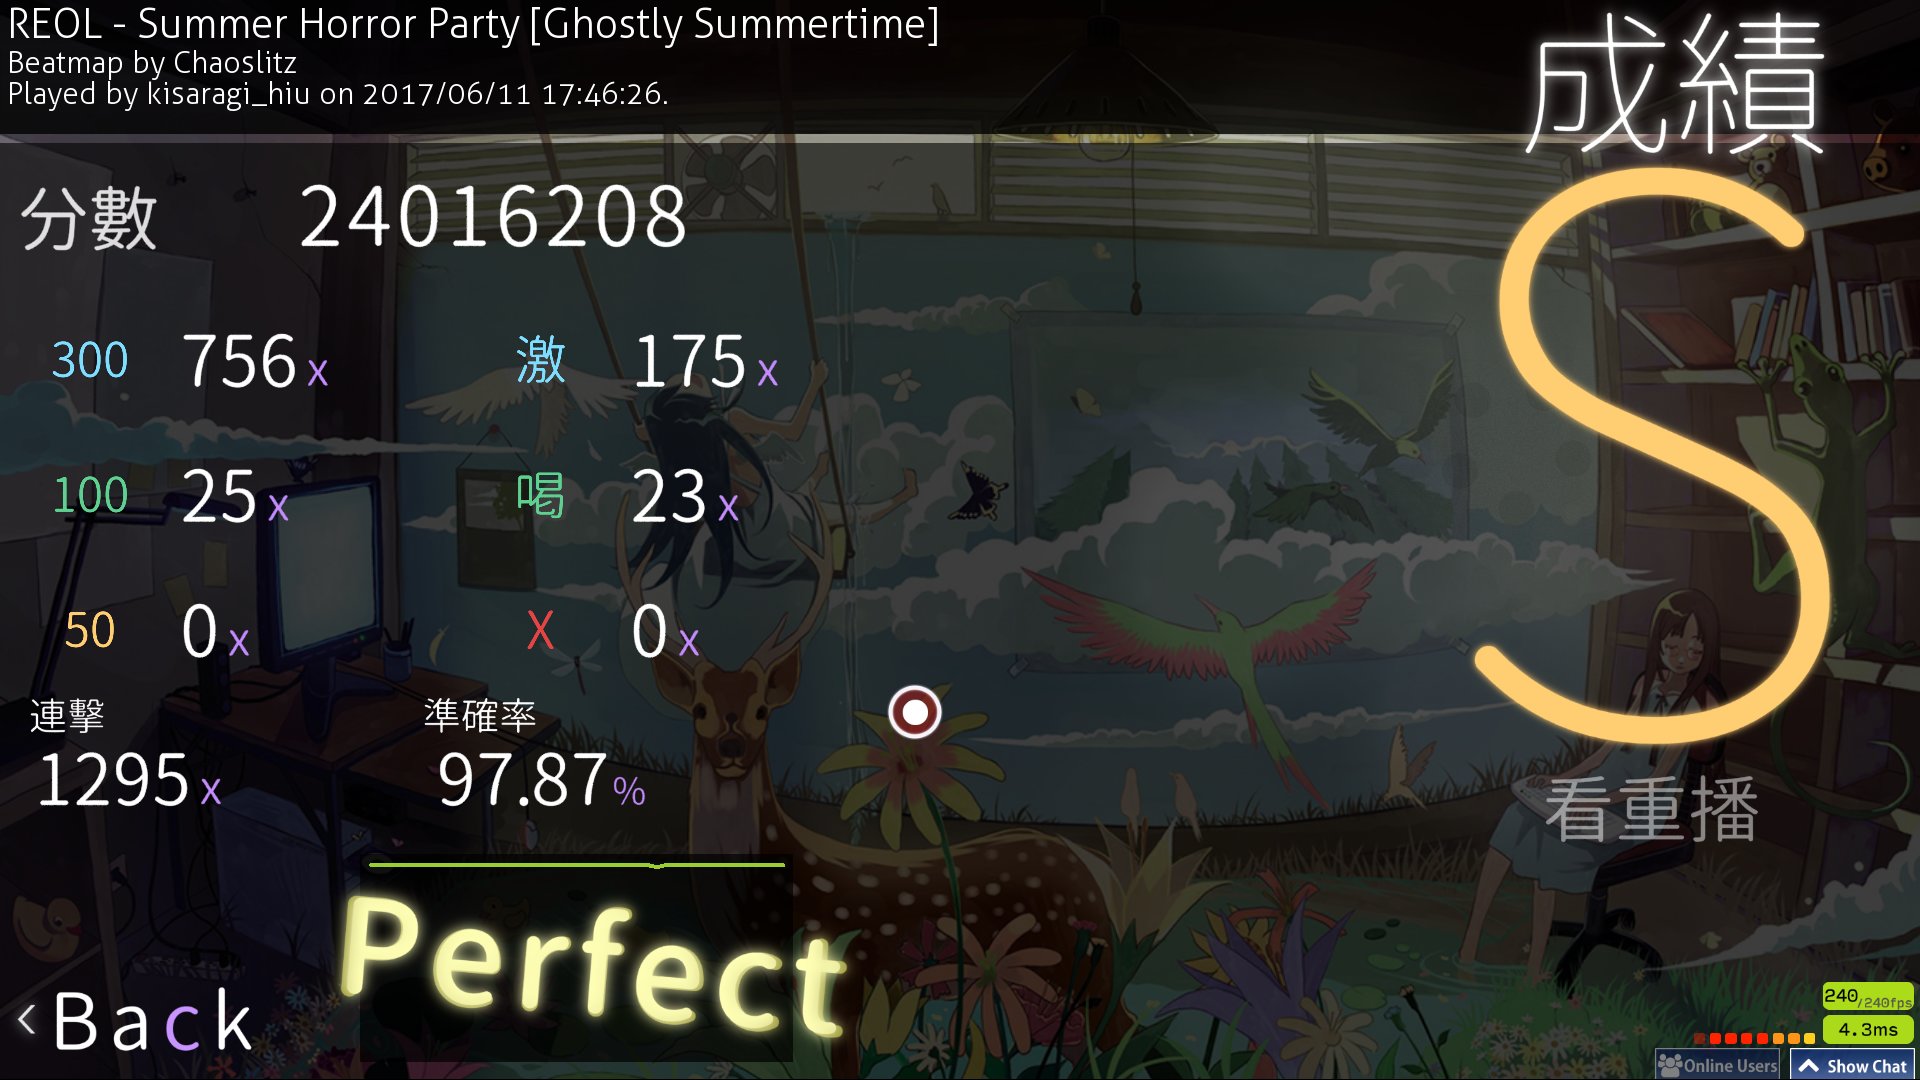 REOL - Summer Horror Party [Ghostly Summertime]
Beatmap by Chaoslitz
Played by kisaragi_hiu on 2017/06/11 17:46:26.
成績
分數 24016208
S
300 756x 激 175x
100 25x 喝 23x
50 0x X 0x
連擊 準確率
1295x 97.87%
看重播
Perfect
Back
240/240fps
4.3ms
Online Users
Show Chat